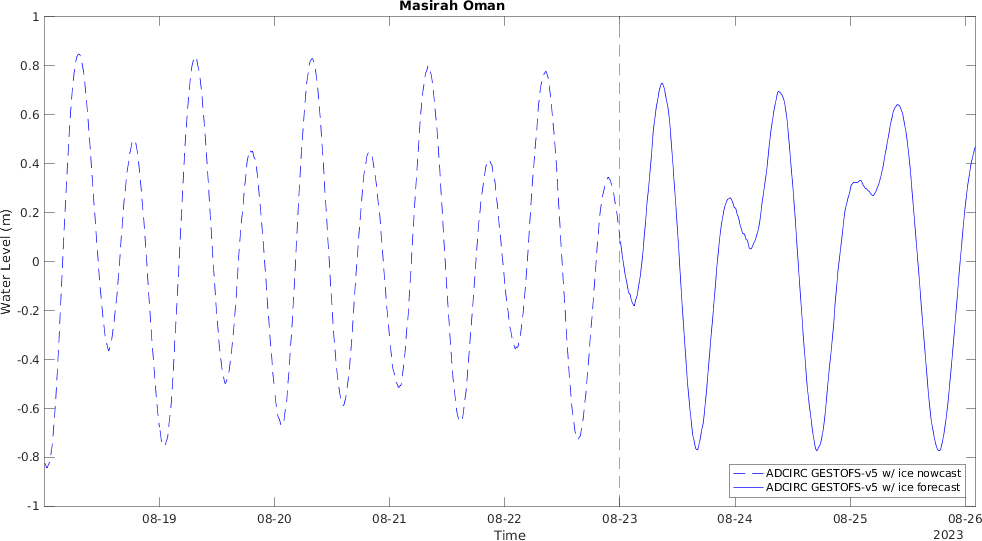 Masirah Oman
1
0.8
0.6
0.4
0.2
0
-0.2
-0.4
-0.6
-0.8
-1
Water Level (m)
ADCIRC GESTOFS-v5 w/ ice nowcast
ADCIRC GESTOFS-v5 w/ ice forecast
08-19 08-20 08-21 08-22 08-23 08-24 08-25 08-26
Time
2023